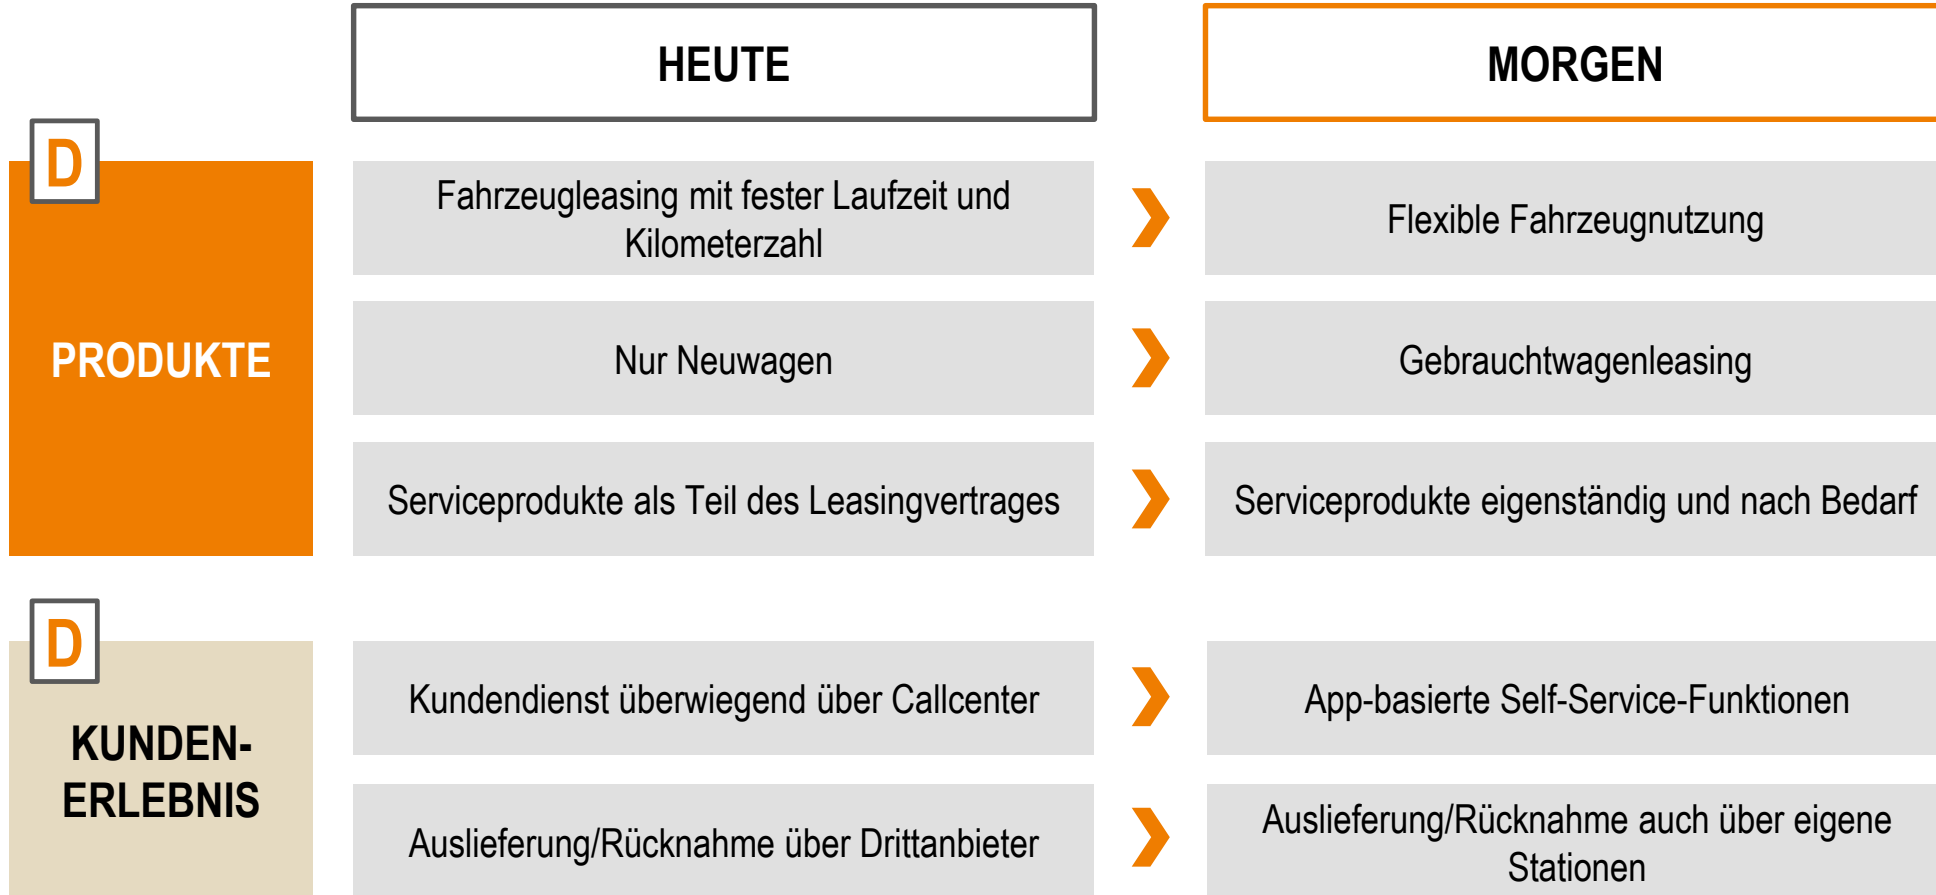 HEUTE
MORGEN
D
PRODUKTE
Fahrzeugleasing mit fester Laufzeit und
Kilometerzahl
Flexible Fahrzeugnutzung
Nur Neuwagen
Gebrauchtwagenleasing
Serviceprodukte als Teil des Leasingvertrages
Serviceprodukte eigenständig und nach Bedarf
D
KUNDEN-
ERLEBNIS
Kundendienst überwiegend über Callcenter
App-basierte Self-Service-Funktionen
Auslieferung/Rücknahme über Drittanbieter
Auslieferung/Rücknahme auch über eigene
Stationen